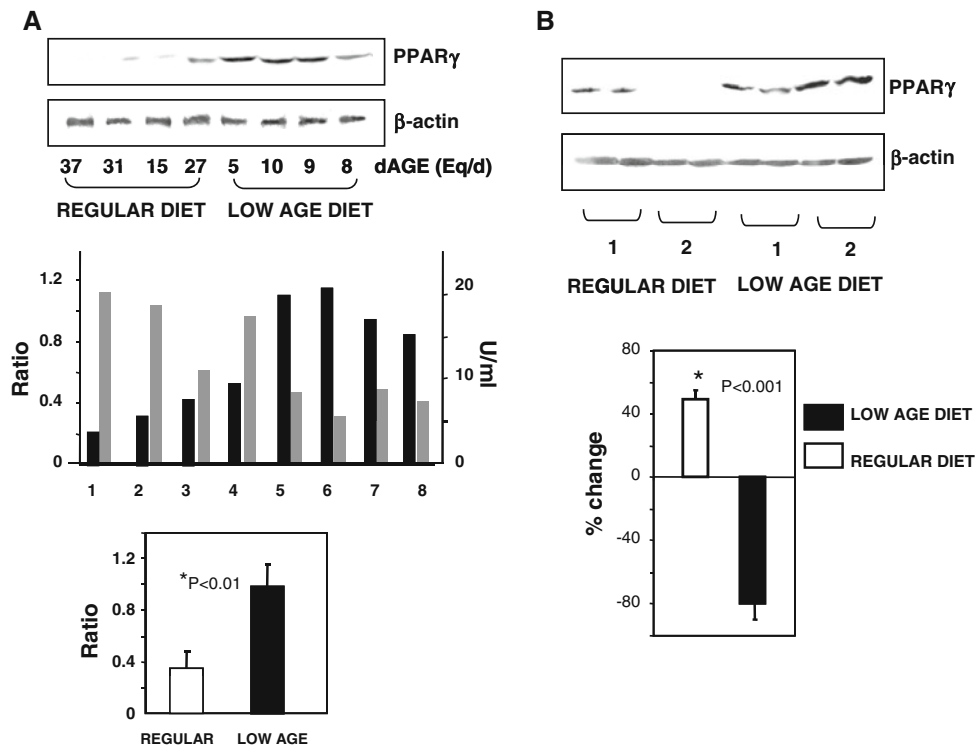 A
PPARγ
β-actin
37 31 15 27 5 10 9 8 dAGE (Eq/d)
REGULAR DIET LOW AGE DIET
1.2
0.8
0.4
0
Ratio
20
10
0
U/ml
1 2 3 4 5 6 7 8
1.2
0.8
0.4
0
Ratio
*P<0.01
REGULAR LOW AGE
B
PPARγ
β-actin
1 2 1 2
REGULAR DIET LOW AGE DIET
80
40
0
-40
-80
% change
*
P<0.001
LOW AGE DIET
REGULAR DIET